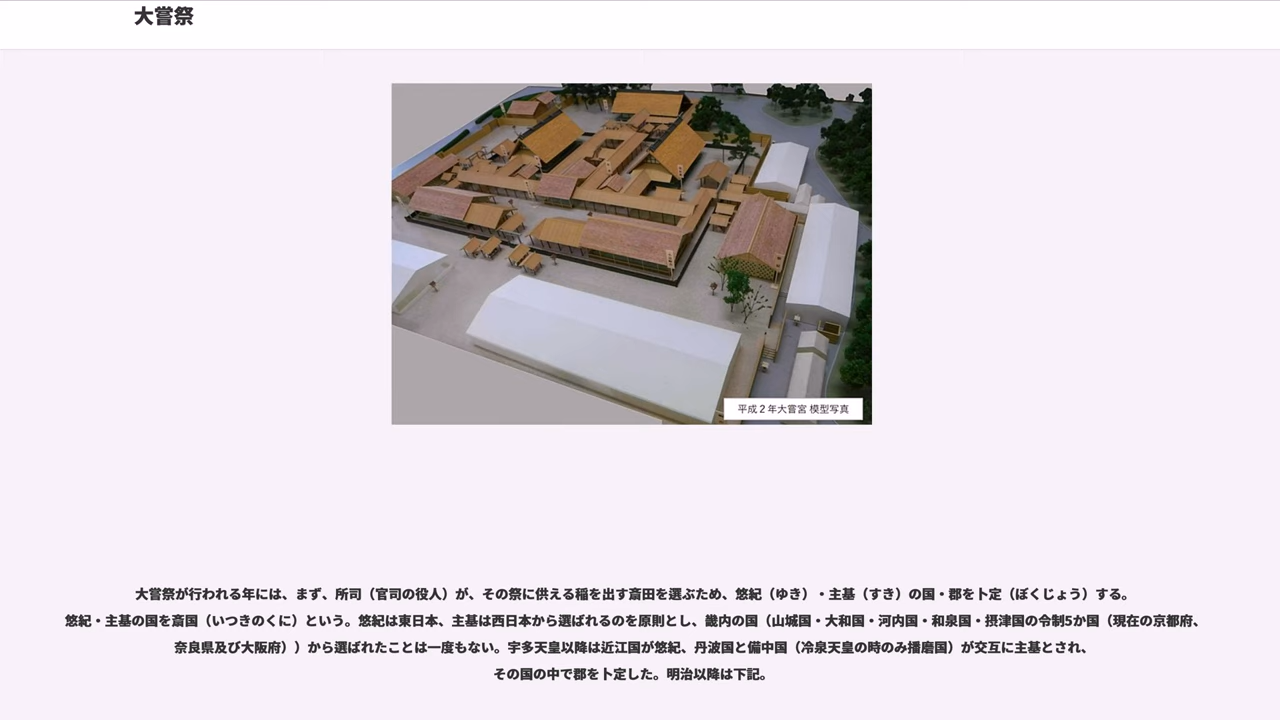 大嘗祭
平成2年大嘗宮 模型写真
大嘗祭が行われる年には、まず、所司（官司の役人）が、その祭に供える稲を出す斎田を選ぶため、悠紀（ゆき）・主基（すき）の国・郡を卜定（ぼくじょう）する。
悠紀・主基の国を斎国（いつきのくに）という。悠紀は東日本、主基は西日本から選ばれるのを原則とし、畿内の国（山城国・大和国・河内国・和泉国・摂津国の令制5か国（現在の京都府、
奈良県及び大阪府））から選ばれたことは一度もない。宇多天皇以降は近江国が悠紀、丹波国と備中国（冷泉天皇の時のみ播磨国）が交互に主基とされ、
その国の中で郡を卜定した。明治以降は下記。